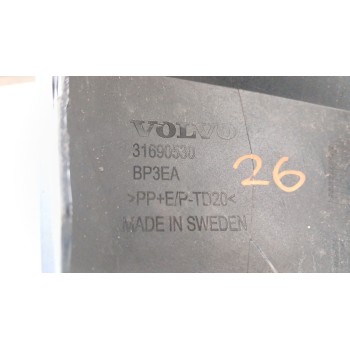 VOLVO
31690530
BP3EA
26
>PP+E/P-TD20<
MADE IN SWEDEN